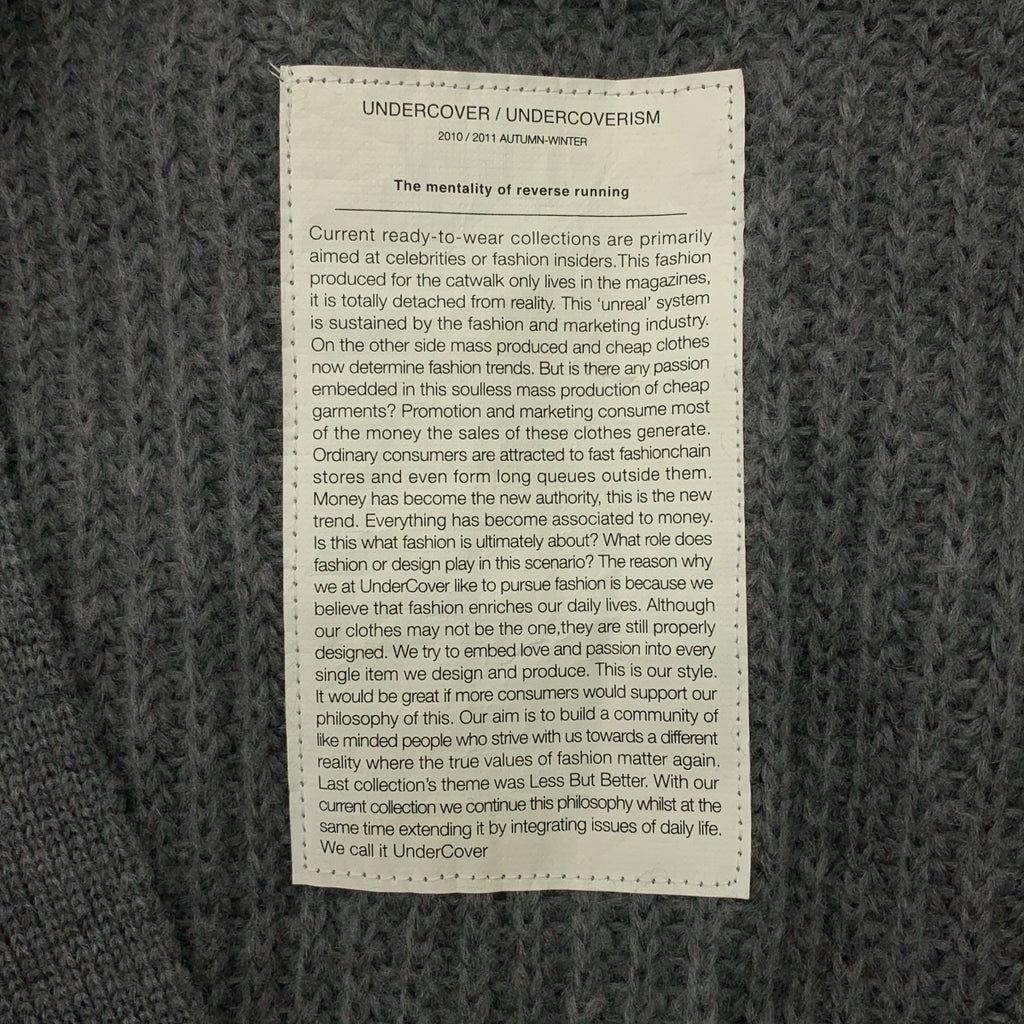 UNDERCOVER / UNDERCOVERISM
2010 / 2011 AUTUMN-WINTER
The mentality of reverse running
Current ready-to-wear collections are primarily
aimed at celebrities or fashion insiders.This fashion
produced for the catwalk only lives in the magazines,
it is totally detached from reality. This ‘unreal’ system
is sustained by the fashion and marketing industry.
On the other side mass produced and cheap clothes
now determine fashion trends. But is there any passion
embedded in this soulless mass production of cheap
garments? Promotion and marketing consume most
of the money the sales of these clothes generate.
Ordinary consumers are attracted to fast fashionchain
stores and even form long queues outside them.
Money has become the new authority, this is the new
trend. Everything has become associated to money.
Is this what fashion is ultimately about? What role does
fashion or design play in this scenario? The reason why
we at UnderCover like to pursue fashion is because we
believe that fashion enriches our daily lives. Although
our clothes may not be the one,they are still properly
designed. We try to embed love and passion into every
single item we design and produce. This is our style.
It would be great if more consumers would support our
philosophy of this. Our aim is to build a community of
like minded people who strive with us towards a different
reality where the true values of fashion matter again.
Last collection's theme was Less But Better. With our
current collection we continue this philosophy whilst at the
same time extending it by integrating issues of daily life.
We call it UnderCover